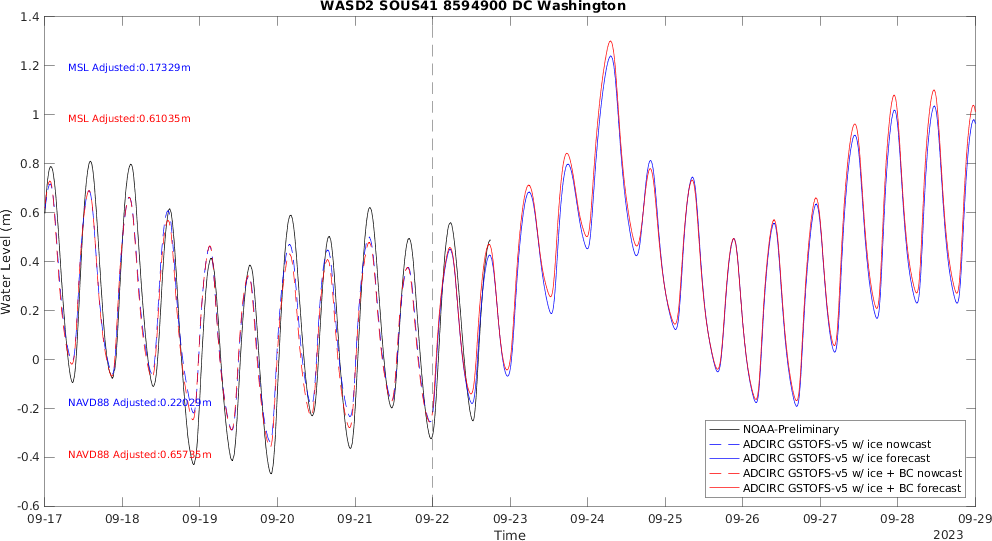 WASD2 SOUS41 8594900 DC Washington
1.4
1.2
1
0.8
0.6
0.4
0.2
0
-0.2
-0.4
-0.6
Water Level (m)
MSL Adjusted:0.17329m
MSL Adjusted:0.61035m
NAVD88 Adjusted:0.22029m
NAVD88 Adjusted:0.65735m
NOAA-Preliminary
ADCIRC GSTOFS-v5 w/ ice nowcast
ADCIRC GSTOFS-v5 w/ ice forecast
ADCIRC GSTOFS-v5 w/ ice + BC nowcast
ADCIRC GSTOFS-v5 w/ ice + BC forecast
09-17 09-18 09-19 09-20 09-21 09-22 09-23 09-24 09-25 09-26 09-27 09-28 09-29
Time
2023